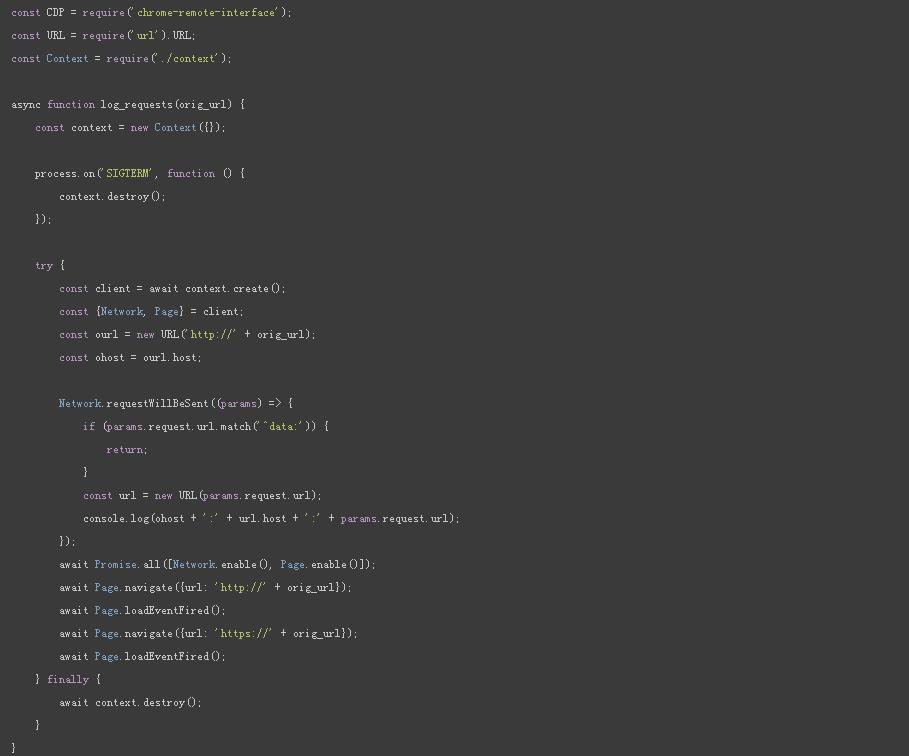 const CDP = require('chrome-remote-interface');
const URL = require('url').URL;
const Context = require('./context');

async function log_requests(orig_url) {
    const context = new Context({});

    process.on('SIGTERM', function () {
        context.destroy();
    });

    try {
        const client = await context.create();
        const {Network, Page} = client;
        const ourl = new URL('http://' + orig_url);
        const ohost = ourl.host;

        Network.requestWillBeSent((params) => {
            if (params.request.url.match('^data:')) {
                return;
            }
            const url = new URL(params.request.url);
            console.log(ohost + ':' + url.host + ':' + params.request.url);
        });
        await Promise.all([Network.enable(), Page.enable()]);
        await Page.navigate({url: 'http://' + orig_url});
        await Page.loadEventFired();
        await Page.navigate({url: 'https://' + orig_url});
        await Page.loadEventFired();
    } finally {
        await context.destroy();
    }
}